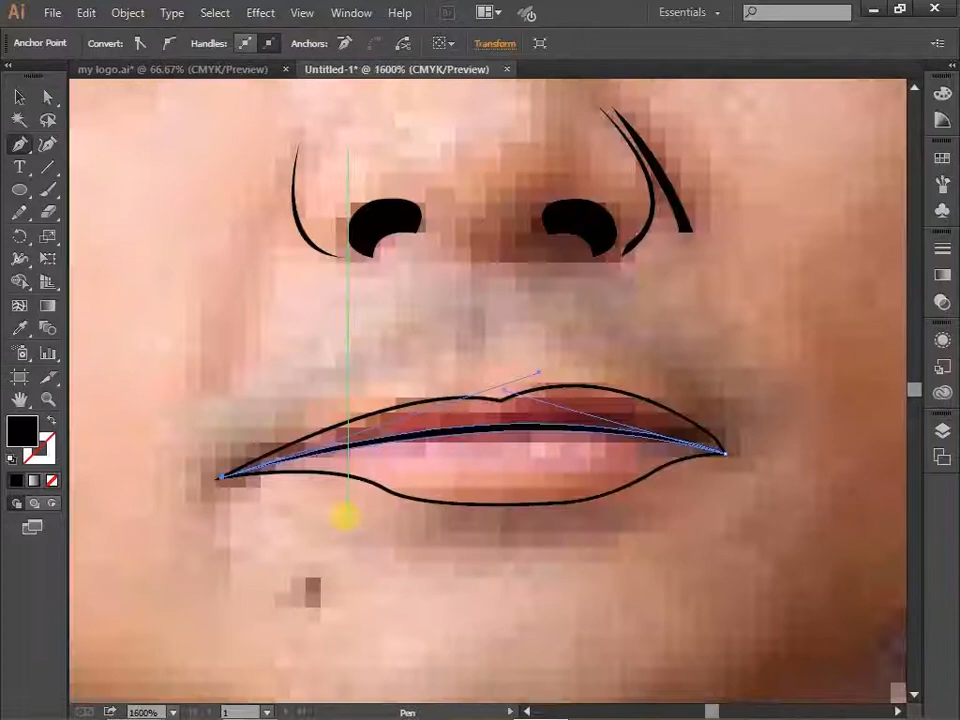 Ai File Edit Object Type Select Effect View Window Help Br Essentials
Anchor Point Convert: Handles: Anchors: Transform
my logo.ai* @ 66.67% (CMYK/Preview) × Untitled-1* @ 1600% (CMYK/Preview) ×
T
1600% 1 Pen